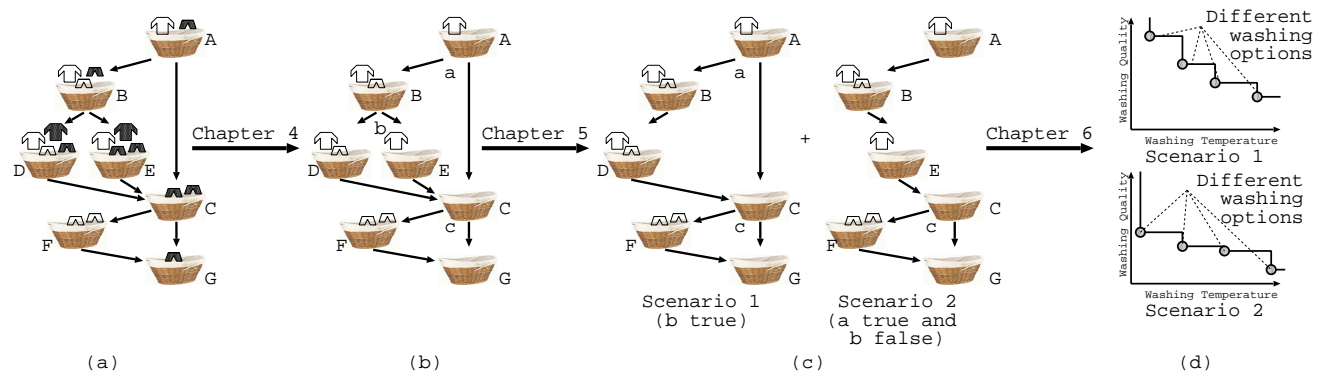 A
B
D
E
C
F
G
(a)
Chapter 4
A
a
B
b
D
E
C
c
F
G
(b)
Chapter 5
A
a
B
D
C
c
F
G
Scenario 1
(b true)
+
A
B
E
C
c
F
G
Scenario 2
(a true and
b false)
(c)
Chapter 6
Different
washing
options
Washing Quality
Washing Temperature
Scenario 1
Different
washing
options
Washing Quality
Washing Temperature
Scenario 2
(d)